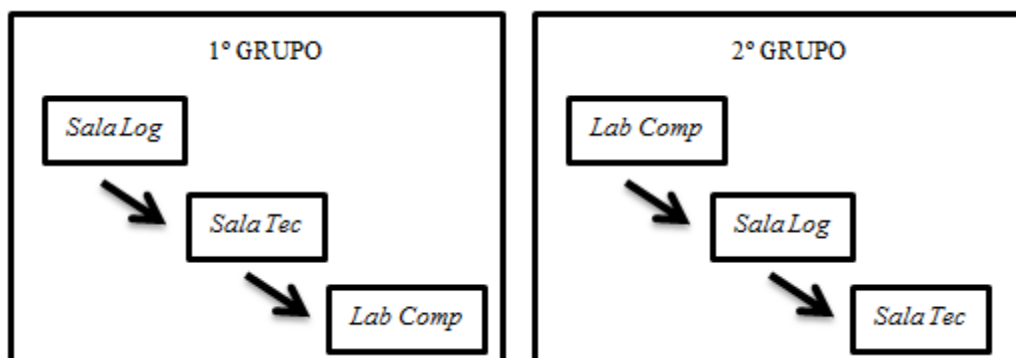 1º GRUPO
Sala Log
Sala Tec
Lab Comp
2º GRUPO
Lab Comp
Sala Log
Sala Tec